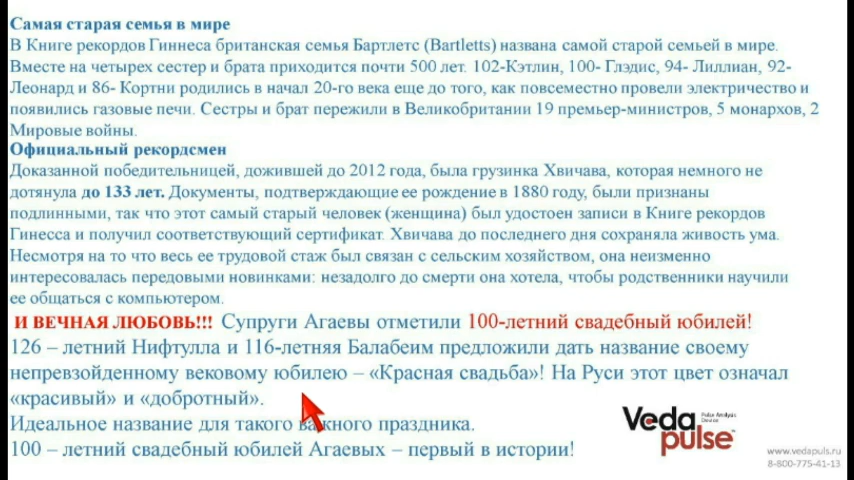 Самая старая семья в мире
В Книге рекордов Гиннеса британская семья Бартлетс (Bartletts) названа самой старой семьей в мире.
Вместе на четырех сестер и брата приходится почти 500 лет. 102-Кэтлин, 100- Глэдис, 94- Лиллиан, 92-
Леонард и 86- Кортни родились в начал 20-го века еще до того, как повсеместно провели электричество и
появились газовые печи. Сестры и брат пережили в Великобритании 19 премьер-министров, 5 монархов, 2
Мировые войны.
Официальный рекордсмен
Доказанной победительницей, дожившей до 2012 года, была грузинка Хвичава, которая немного не
дотянула до 133 лет. Документы, подтверждающие ее рождение в 1880 году, были признаны
подлинными, так что этот самый старый человек (женщина) был удостоен записи в Книге рекордов
Гинесса и получил соответствующий сертификат. Хвичава до последнего дня сохраняла живость ума.
Несмотря на то что весь ее трудовой стаж был связан с сельским хозяйством, она неизменно
интересовалась передовыми новинками: незадолго до смерти она хотела, чтобы родственники научили
ее общаться с компьютером.
И ВЕЧНАЯ ЛЮБОВЬ!!! Супруги Агаевы отметили 100-летний свадебный юбилей!
126 – летний Нифтулла и 116-летняя Балабеим предложили дать название своему
непревзойденному вековому юбилею – «Красная свадьба»! На Руси этот цвет означал
«красивый» и «добротный».
Идеальное название для такого важного праздника.
100 – летний свадебный юбилей Агаевых – первый в истории!
Veda pulse™
Pulse Analysis
Device
www.vedapuls.ru
8-800-775-41-13